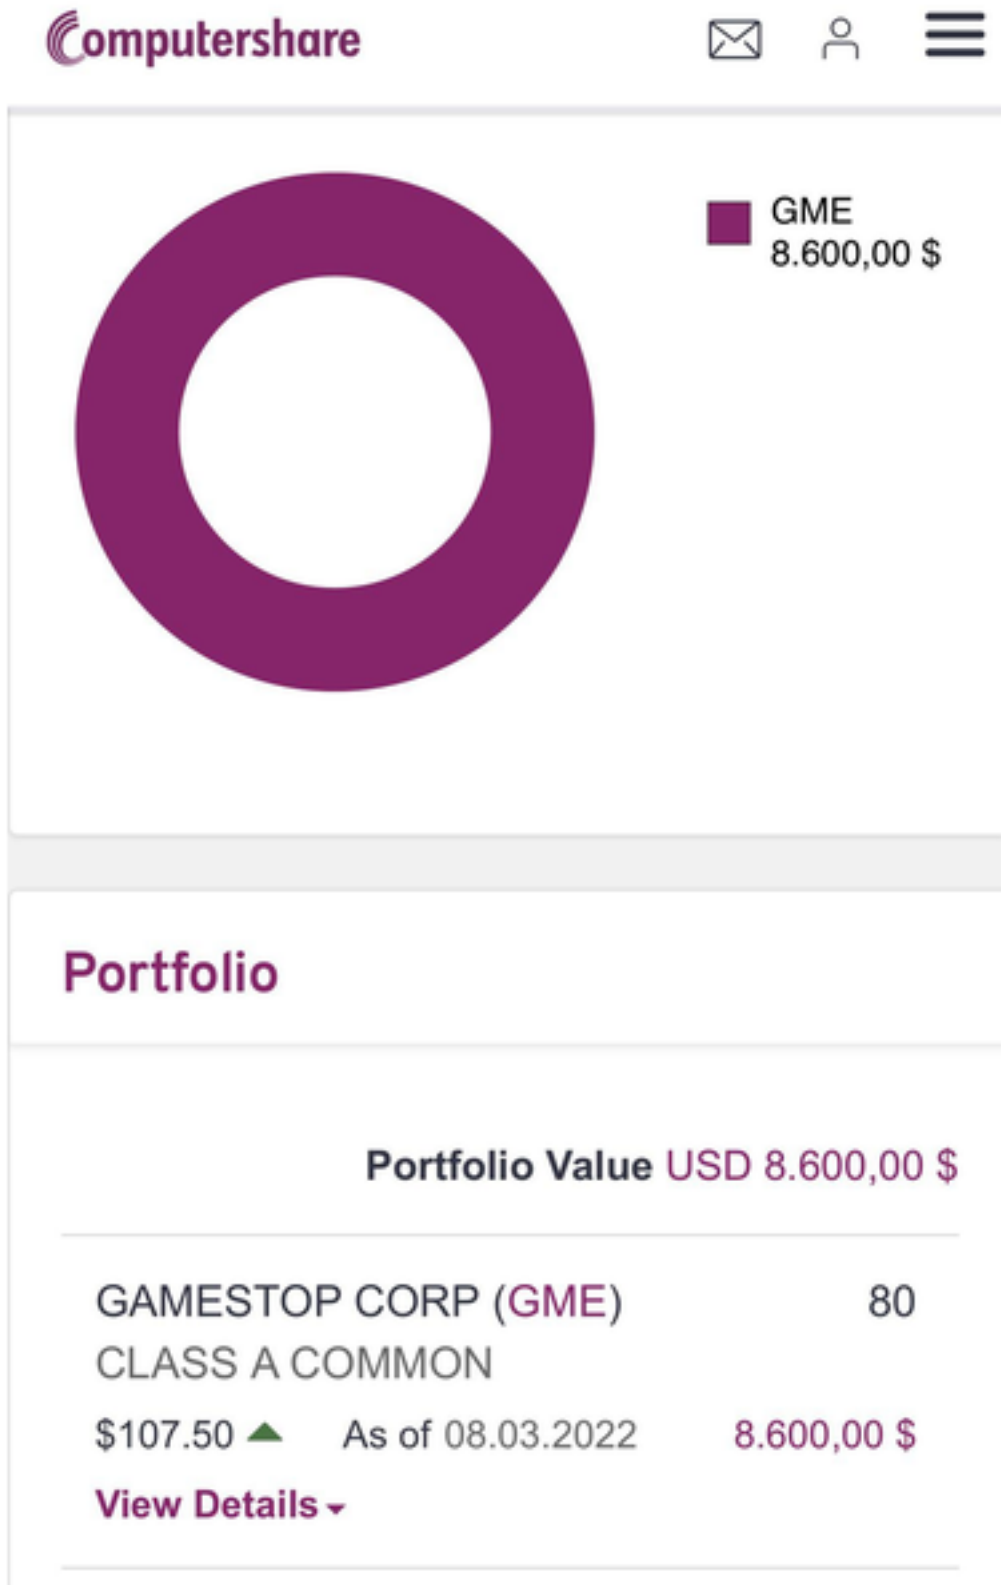 Computershare
GME
8.600,00 $
Portfolio
Portfolio Value USD 8.600,00 $
GAMESTOP CORP (GME) 80
CLASS A COMMON
$107.50 As of 08.03.2022 8.600,00 $
View Details